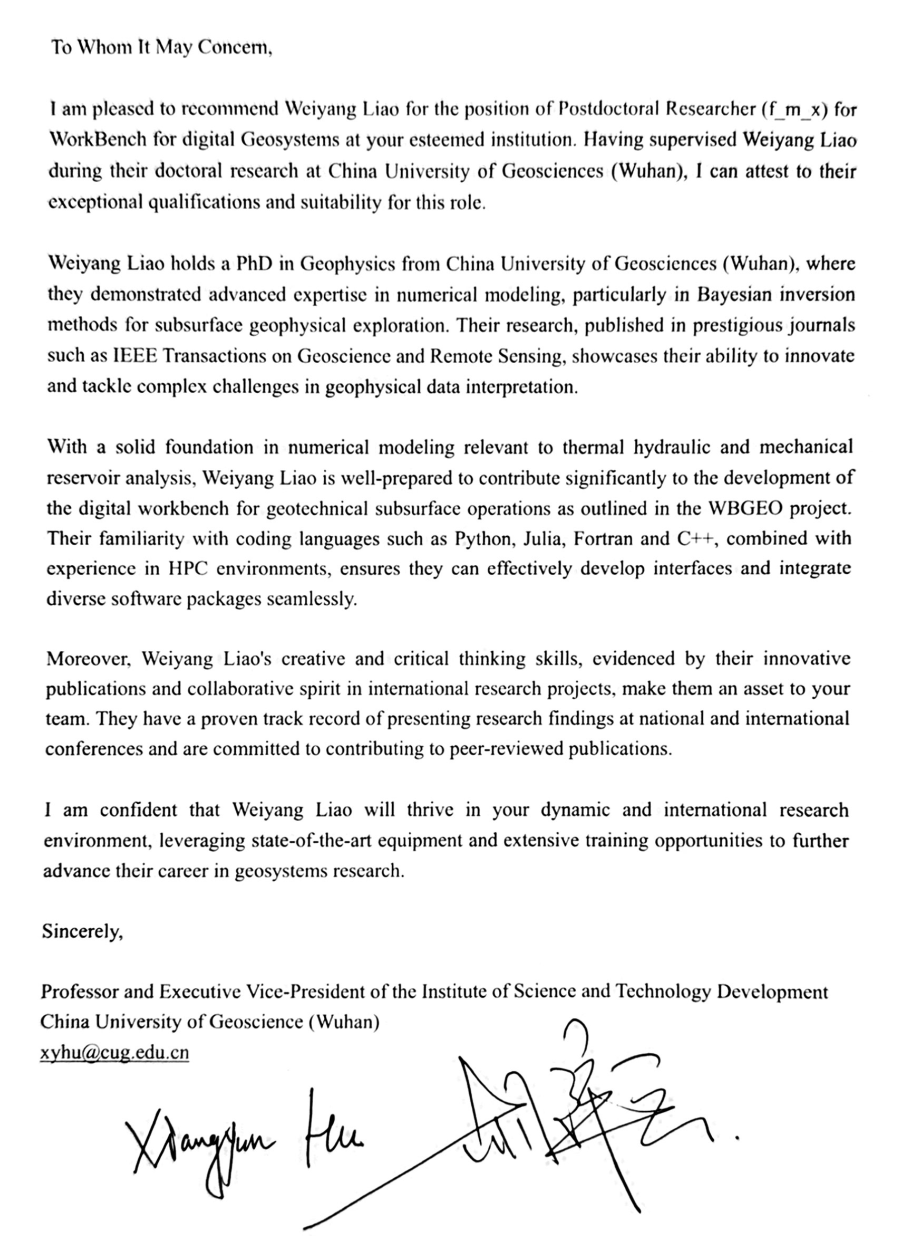 To Whom It May Concern,
I am pleased to recommend Weiyang Liao for the position of Postdoctoral Researcher (f_m_x) for
WorkBench for digital Geosystems at your esteemed institution. Having supervised Weiyang Liao
during their doctoral research at China University of Geosciences (Wuhan), I can attest to their
exceptional qualifications and suitability for this role.
Weiyang Liao holds a PhD in Geophysics from China University of Geosciences (Wuhan), where
they demonstrated advanced expertise in numerical modeling, particularly in Bayesian inversion
methods for subsurface geophysical exploration. Their research, published in prestigious journals
such as IEEE Transactions on Geoscience and Remote Sensing, showcases their ability to innovate
and tackle complex challenges in geophysical data interpretation.
With a solid foundation in numerical modeling relevant to thermal hydraulic and mechanical
reservoir analysis, Weiyang Liao is well-prepared to contribute significantly to the development of
the digital workbench for geotechnical subsurface operations as outlined in the WBGEO project.
Their familiarity with coding languages such as Python, Julia, Fortran and C++, combined with
experience in HPC environments, ensures they can effectively develop interfaces and integrate
diverse software packages seamlessly.
Moreover, Weiyang Liao's creative and critical thinking skills, evidenced by their innovative
publications and collaborative spirit in international research projects, make them an asset to your
team. They have a proven track record of presenting research findings at national and international
conferences and are committed to contributing to peer-reviewed publications.
I am confident that Weiyang Liao will thrive in your dynamic and international research
environment, leveraging state-of-the-art equipment and extensive training opportunities to further
advance their career in geosystems research.
Sincerely,
Professor and Executive Vice-President of the Institute of Science and Technology Development
China University of Geoscience (Wuhan)
xyhu@cug.edu.cn
Xiangyun Hu